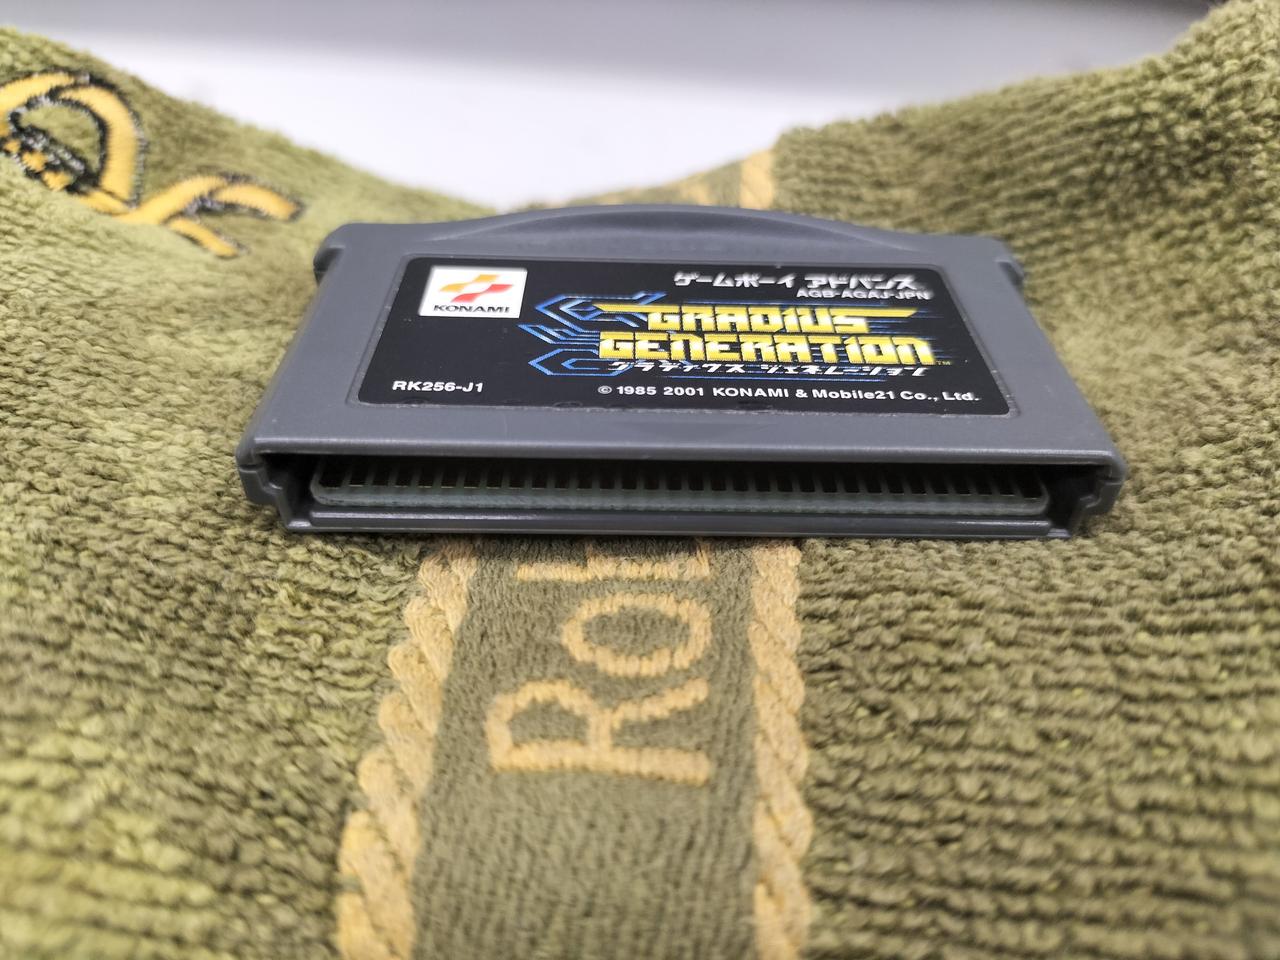 KONAMI
ゲームボーイ アドバンス
AGB-AGAJ-JPN
GRADIUS
GENERATION™
グラディウス ジェネレーション
RK256-J1
© 1985 2001 KONAMI & Mobile21 Co., Ltd.